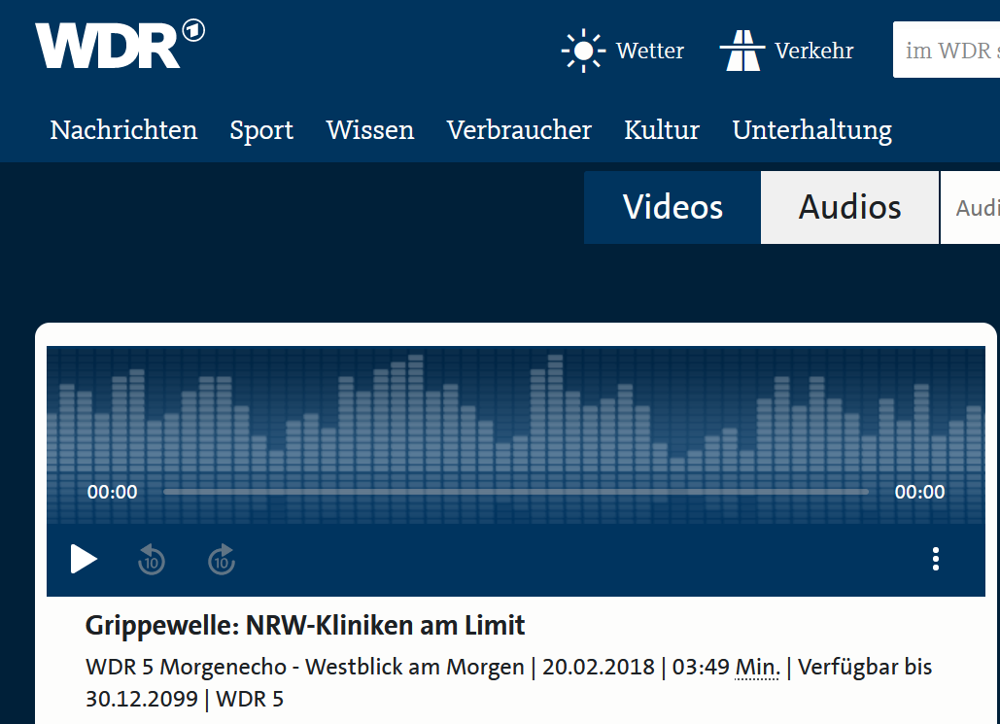 WDR
Wetter
Verkehr
im WDR
Nachrichten Sport Wissen Verbraucher Kultur Unterhaltung
Videos
Audios
Audi
00:00
00:00
10
10
Grippewelle: NRW-Kliniken am Limit
WDR 5 Morgenecho - Westblick am Morgen | 20.02.2018 | 03:49 Min. | Verfügbar bis
30.12.2099 | WDR 5